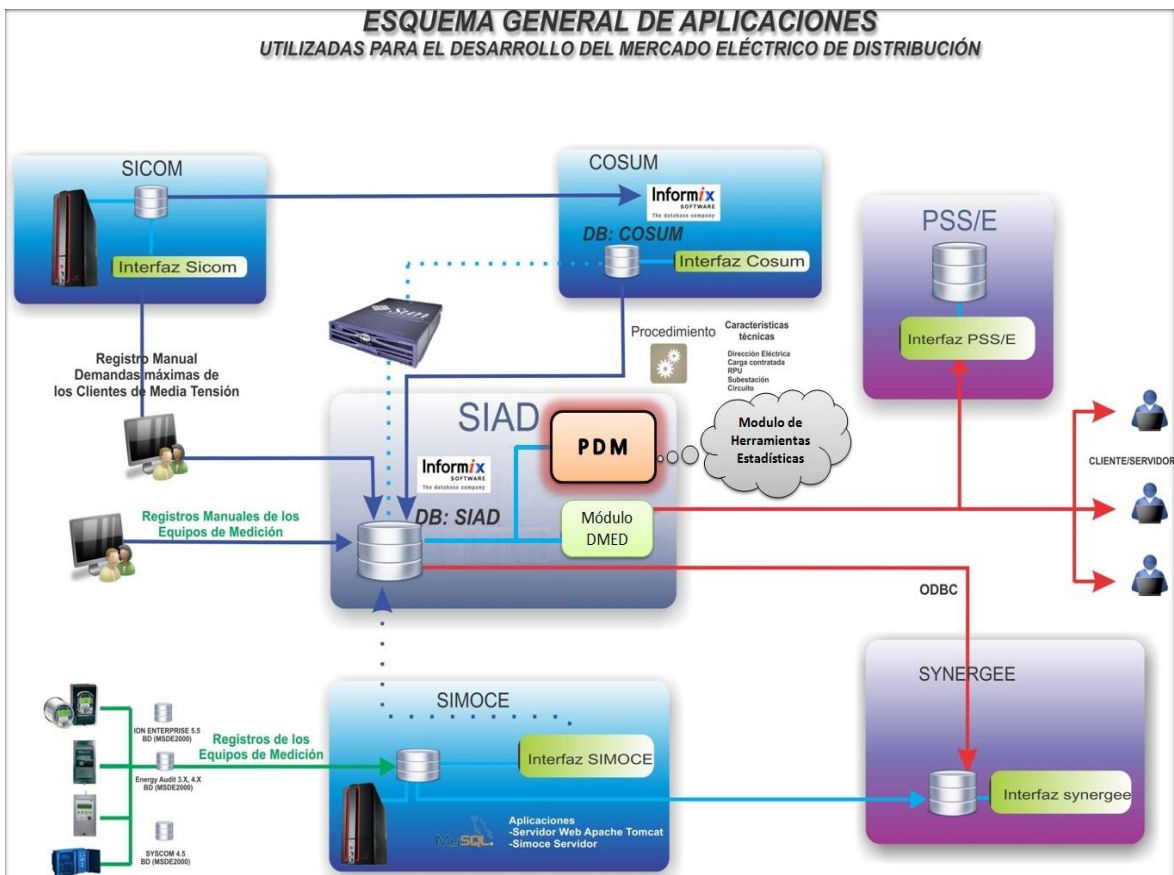 ESQUEMA GENERAL DE APLICACIONES
UTILIZADAS PARA EL DESARROLLO DEL MERCADO ELÉCTRICO DE DISTRIBUCIÓN
SICOM
Interfaz Sicom
COSUM
Informix
SOFTWARE
The database company
DB: COSUM
Interfaz Cosum
PSS/E
Interfaz PSS/E
Sun
Procedimiento
Características
técnicas
Dirección Eléctrica
Carga contratada
RPU
Subestación
Circuito
Registro Manual
Demandas máximas de
los Clientes de Media Tensión
SIAD
PDM
Modulo de
Herramientas
Estadísticas
Informix
SOFTWARE
The database company
DB: SIAD
Módulo
DMED
CLIENTE/SERVIDOR
Registros Manuales de los
Equipos de Medición
ODBC
SYNERGEE
Interfaz synergee
SIMOCE
Interfaz SIMOCE
ION ENTERPRISE 5.5
BD (MSDE2000)
Registros de los
Equipos de Medición
Energy Audit 3.X, 4.X
BD (MSDE2000)
SYSCOM 4.5
BD (MSDE2000)
MySQL
Aplicaciones
-Servidor Web Apache Tomcat
-Simoce Servidor